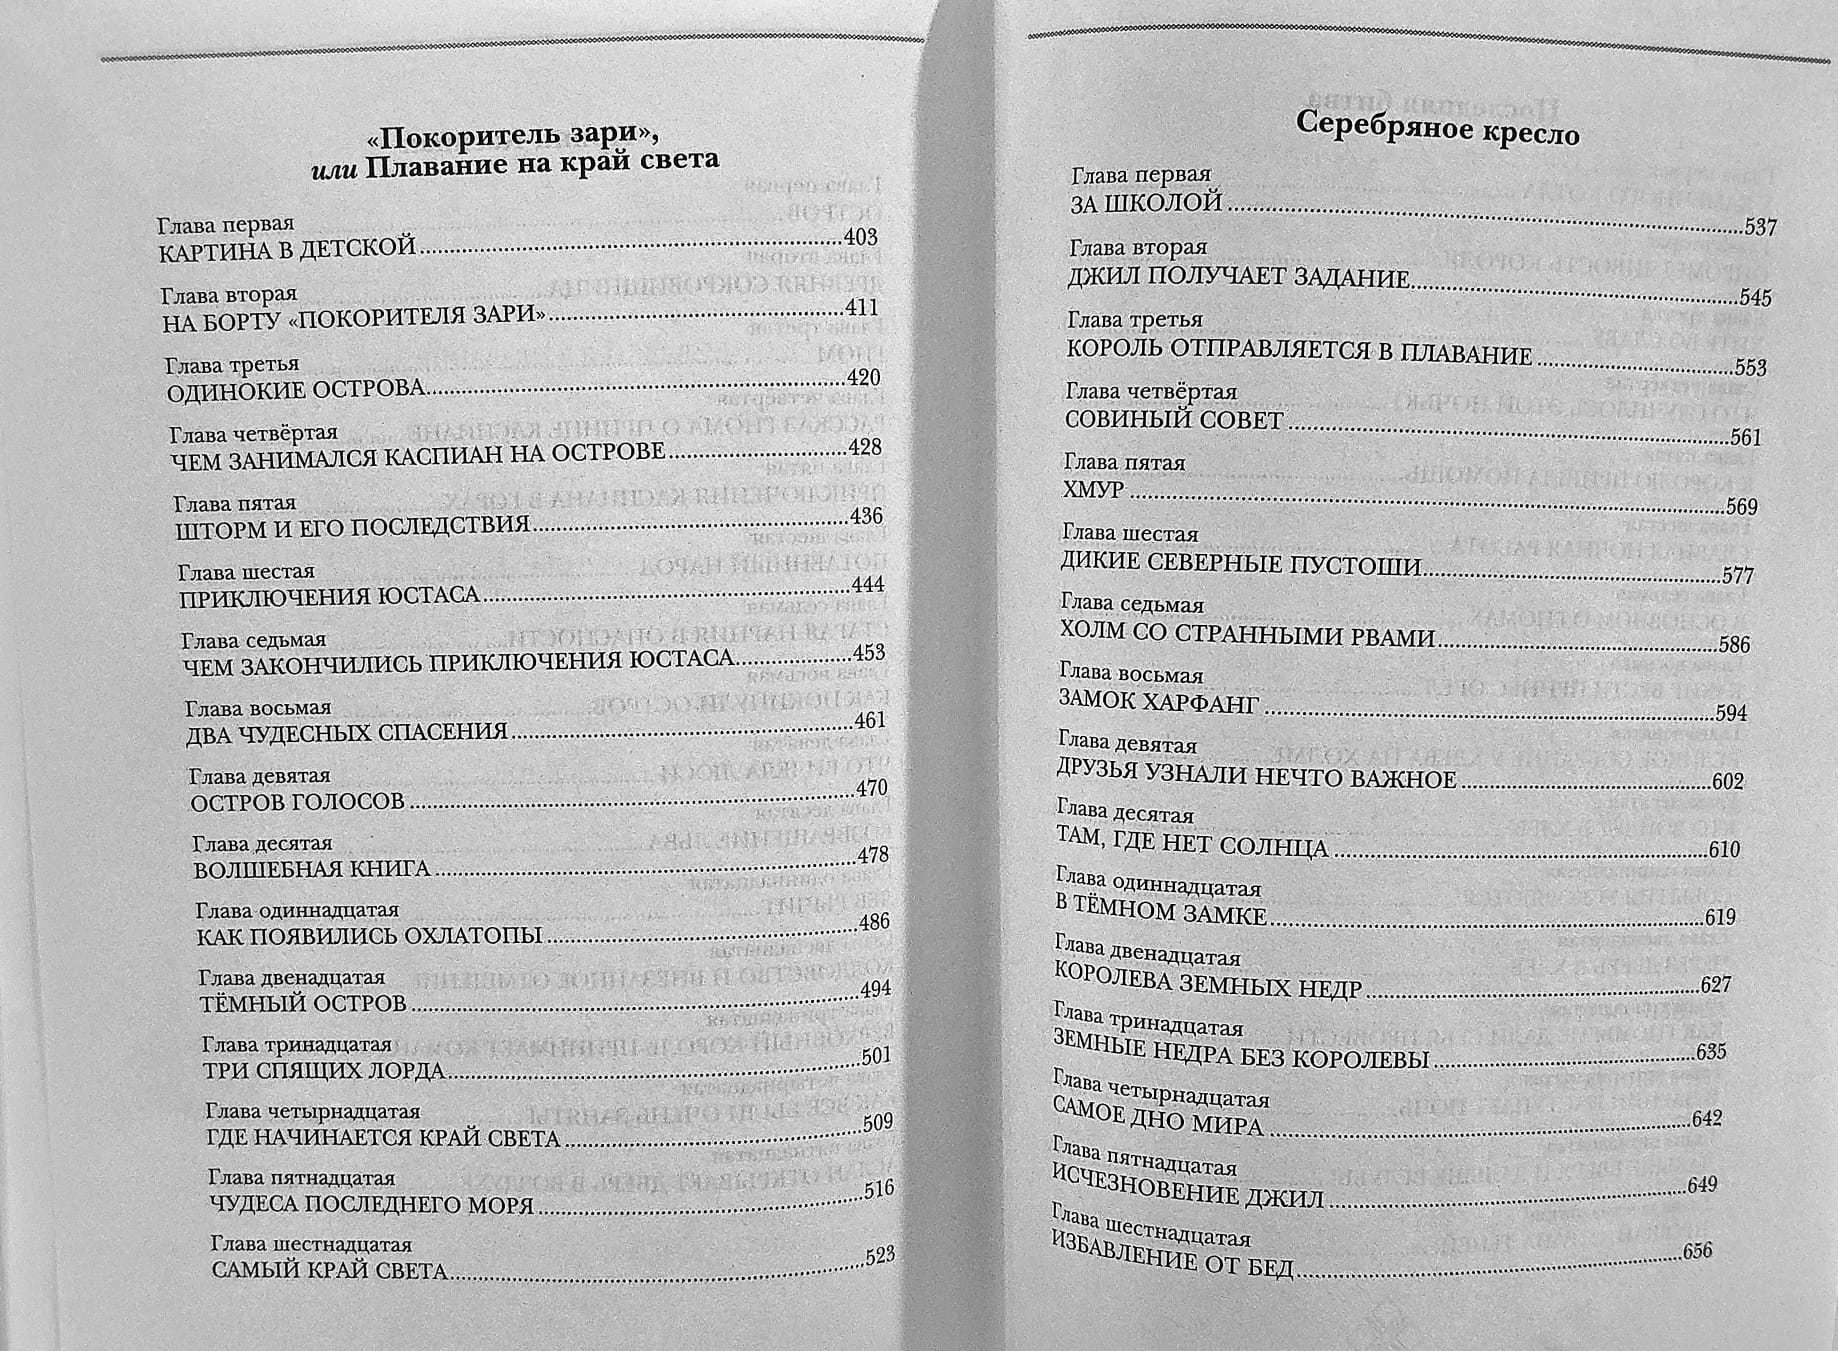 «Покоритель зари»,
или Плавание на край света
Глава первая
КАРТИНА В ДЕТСКОЙ........403
Глава вторая
НА БОРТУ «ПОКОРИТЕЛЯ ЗАРИ»........411
Глава третья
ОДИНОКИЕ ОСТРОВА........420
Глава четвёртая
ЧЕМ ЗАНИМАЛСЯ КАСПИАН НА ОСТРОВЕ........428
Глава пятая
ШТОРМ И ЕГО ПОСЛЕДСТВИЯ........436
Глава шестая
ПРИКЛЮЧЕНИЯ ЮСТАСА........444
Глава седьмая
ЧЕМ ЗАКОНЧИЛИСЬ ПРИКЛЮЧЕНИЯ ЮСТАСА........453
Глава восьмая
ДВА ЧУДЕСНЫХ СПАСЕНИЯ........461
Глава девятая
ОСТРОВ ГОЛОСОВ........470
Глава десятая
ВОЛШЕБНАЯ КНИГА........478
Глава одиннадцатая
КАК ПОЯВИЛИСЬ ОХЛАТОПЫ........486
Глава двенадцатая
ТЁМНЫЙ ОСТРОВ........494
Глава тринадцатая
ТРИ СПЯЩИХ ЛОРДА........501
Глава четырнадцатая
ГДЕ НАЧИНАЕТСЯ КРАЙ СВЕТА........509
Глава пятнадцатая
ЧУДЕСА ПОСЛЕДНЕГО МОРЯ........516
Глава шестнадцатая
САМЫЙ КРАЙ СВЕТА........523
Серебряное кресло
Глава первая
ЗА ШКОЛОЙ........537
Глава вторая
ДЖИЛ ПОЛУЧАЕТ ЗАДАНИЕ........545
Глава третья
КОРОЛЬ ОТПРАВЛЯЕТСЯ В ПЛАВАНИЕ........553
Глава четвёртая
СОВИНЫЙ СОВЕТ........561
Глава пятая
ХМУР........569
Глава шестая
ДИКИЕ СЕВЕРНЫЕ ПУСТОШИ........577
Глава седьмая
ХОЛМ СО СТРАННЫМИ РВАМИ........586
Глава восьмая
ЗАМОК ХАРФАНГ........594
Глава девятая
ДРУЗЬЯ УЗНАЛИ НЕЧТО ВАЖНОЕ........602
Глава десятая
ТАМ, ГДЕ НЕТ СОЛНЦА........610
Глава одиннадцатая
В ТЁМНОМ ЗАМКЕ........619
Глава двенадцатая
КОРОЛЕВА ЗЕМНЫХ НЕДР........627
Глава тринадцатая
ЗЕМНЫЕ НЕДРА БЕЗ КОРОЛЕВЫ........635
Глава четырнадцатая
САМОЕ ДНО МИРА........642
Глава пятнадцатая
ИСЧЕЗНОВЕНИЕ ДЖИЛ........649
Глава шестнадцатая
ИЗБАВЛЕНИЕ ОТ БЕД........656